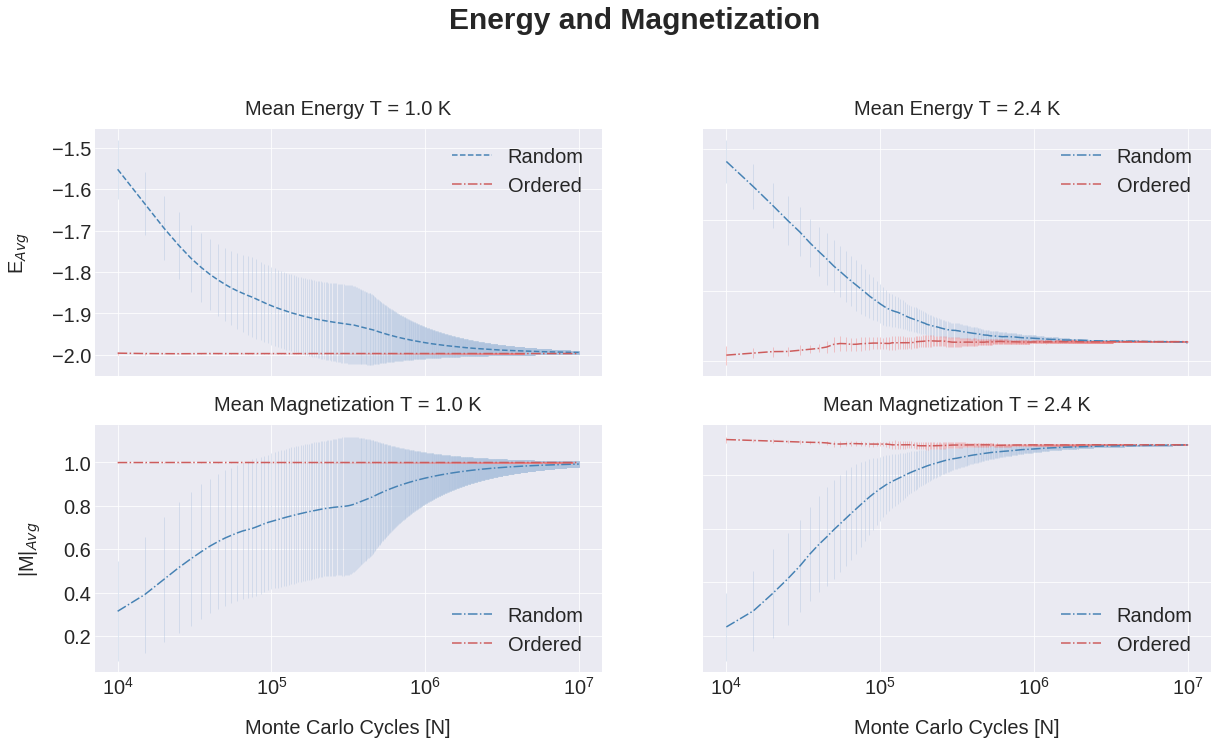 Energy and Magnetization
Mean Energy T = 1.0 K
Mean Energy T = 2.4 K
−1.5
−1.6
−1.7
−1.8
−1.9
−2.0
E_Avg
Random
Ordered
Random
Ordered
Mean Magnetization T = 1.0 K
Mean Magnetization T = 2.4 K
1.0
0.8
0.6
0.4
0.2
|M|_Avg
Random
Ordered
Random
Ordered
10^4 10^5 10^6 10^7
10^4 10^5 10^6 10^7
Monte Carlo Cycles [N]
Monte Carlo Cycles [N]